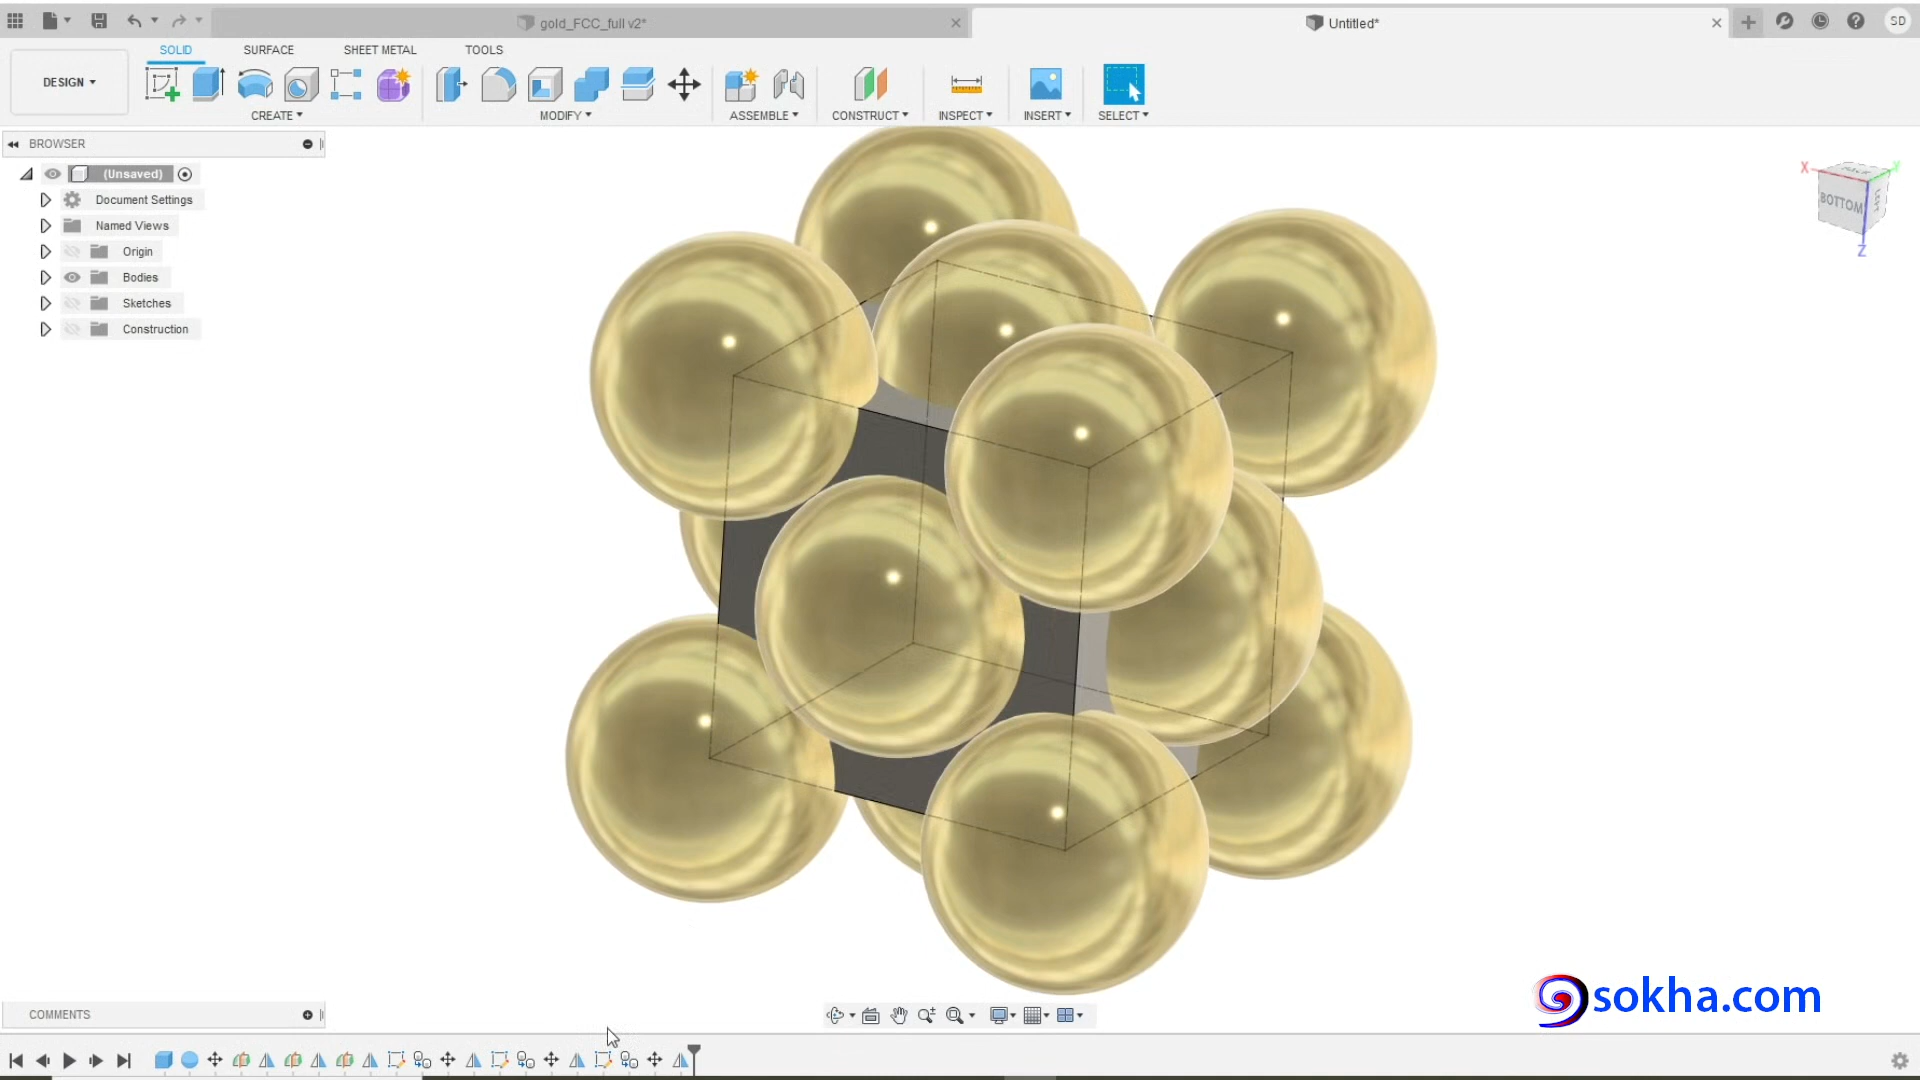 gold_FCC_full v2*
Untitled*
SD
DESIGN
SOLID
SURFACE
SHEET METAL
TOOLS
CREATE
MODIFY
ASSEMBLE
CONSTRUCT
INSPECT
INSERT
SELECT
BROWSER
(Unsaved)
Document Settings
Named Views
Origin
Bodies
Sketches
Construction
X
Y
BOTTOM
Z
sokha.com
COMMENTS